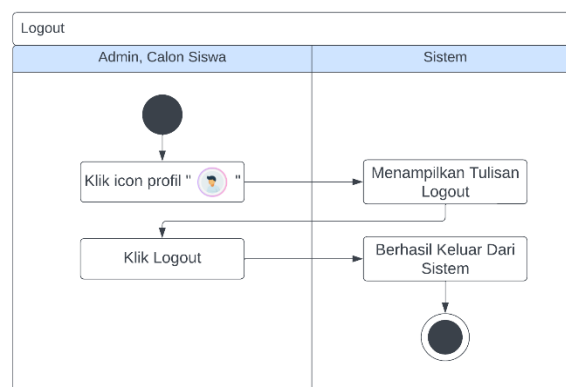 Logout
Admin, Calon Siswa
Sistem
Klik icon profil " "
Menampilkan Tulisan
Logout
Klik Logout
Berhasil Keluar Dari
Sistem